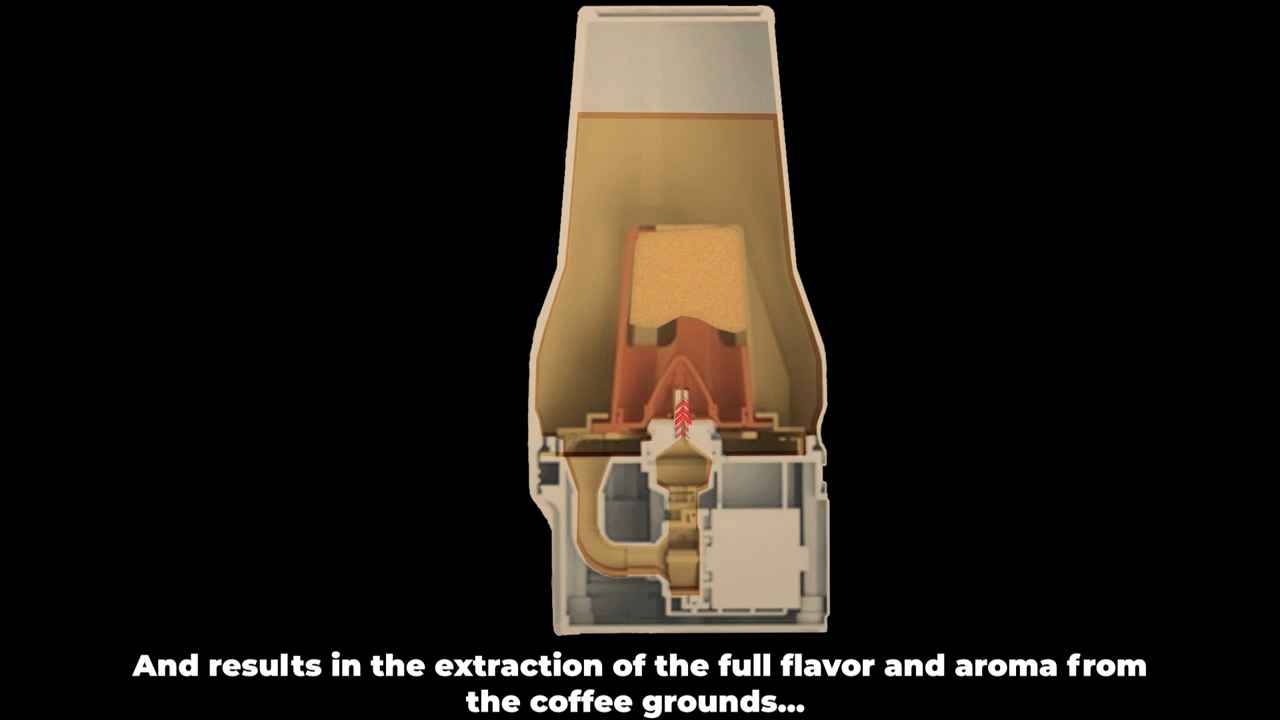 And results in the extraction of the full flavor and aroma from
the coffee grounds...